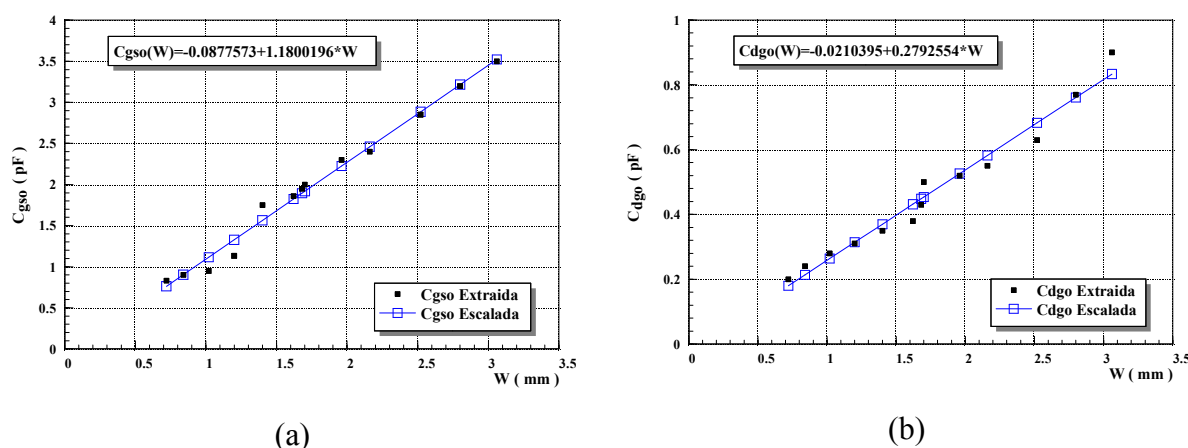 Cgso(W)=-0.0877573+1.1800196*W
4
3.5
3
2.5
2
1.5
1
0.5
0
C gso ( pF )
Cgso Extraida
Cgso Escalada
0 0.5 1 1.5 2 2.5 3 3.5
W ( mm )
(a)
Cdgo(W)=-0.0210395+0.2792554*W
1
0.8
0.6
0.4
0.2
0
C dgo ( pF )
Cdgo Extraida
Cdgo Escalada
0 0.5 1 1.5 2 2.5 3 3.5
W ( mm )
(b)